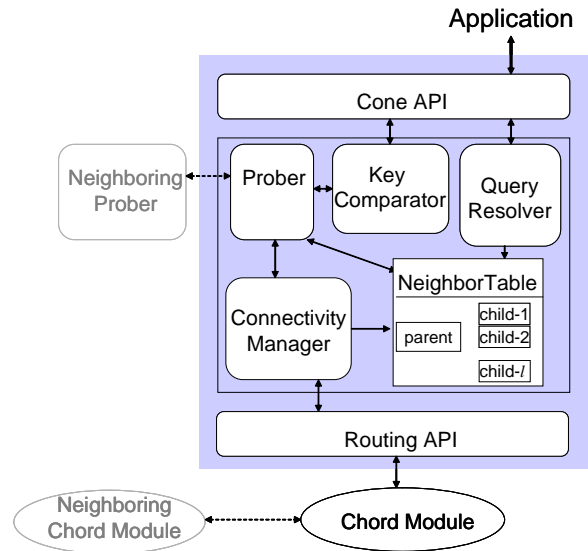 Application
Cone API
Neighboring
Prober
Prober
Key
Comparator
Query
Resolver
NeighborTable
Connectivity
Manager
parent
child-1
child-2
child-l
Routing API
Neighboring
Chord Module
Chord Module